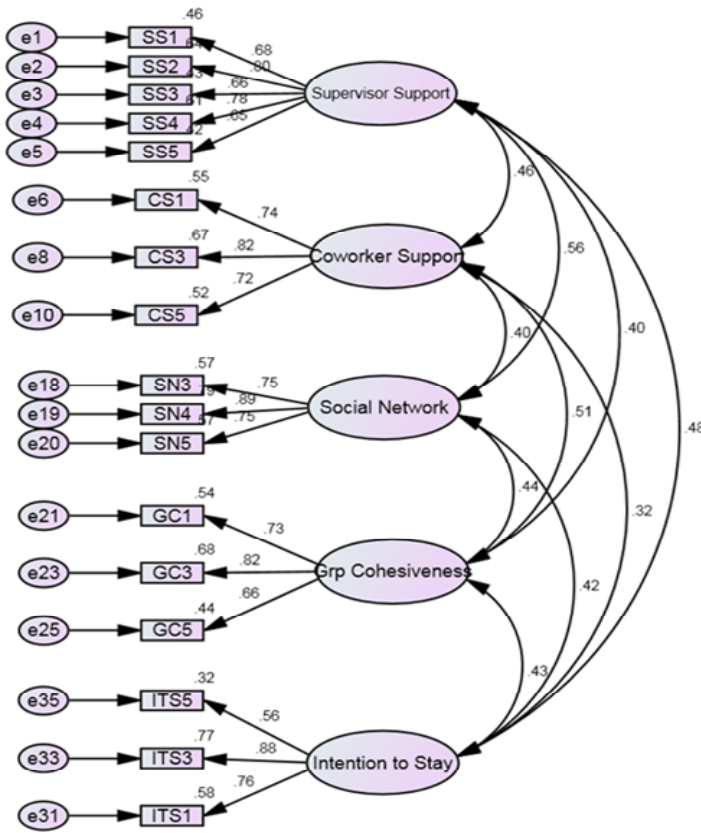 .46
e1 SS1 .68
e2 SS2 .80
e3 SS3 .66 Supervisor Support
e4 SS4 .78
e5 SS5 .65
.46
.55
e6 CS1 .74
.56
.67
e8 CS3 .82 Coworker Support
.72
.52
e10 CS5
.40 .40
.57
e18 SN3 .75
e19 SN4 .89 Social Network
e20 SN5 .75
.57
.51
.48
.54
.44
e21 GC1 .73
.32
.68
e23 GC3 .82 Grp Cohesiveness
.66
.42
.44
e25 GC5
.43
.32
e35 ITS5 .56
.77
e33 ITS3 .88 Intention to Stay
.76
.58
e31 ITS1